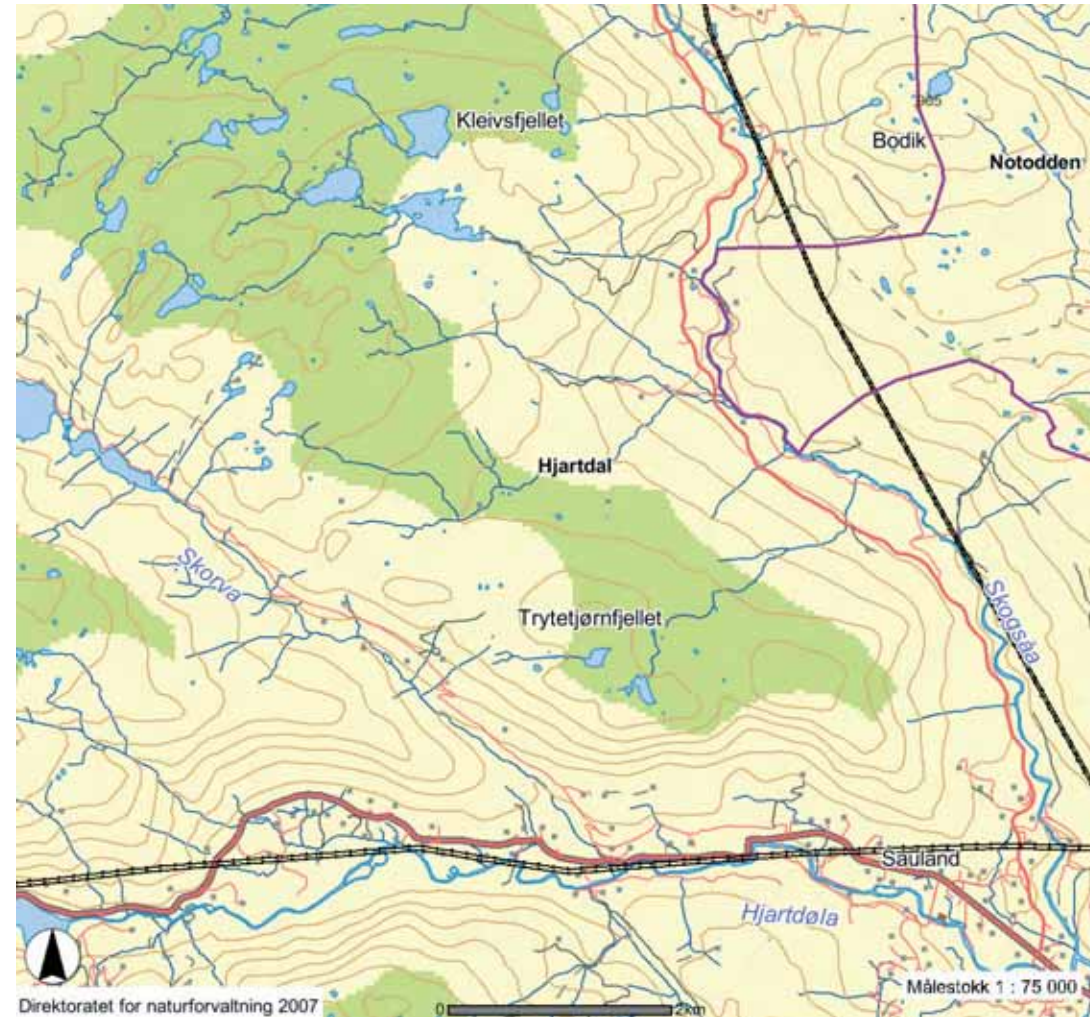 Kleivsfjellet
Bodik
Notodden
Hjartdal
Skorva
Trytetjørnfjellet
Skogsåa
Sauland
Hjartdøla
Målestokk 1 : 75 000
Direktoratet for naturforvaltning 2007
0
2km